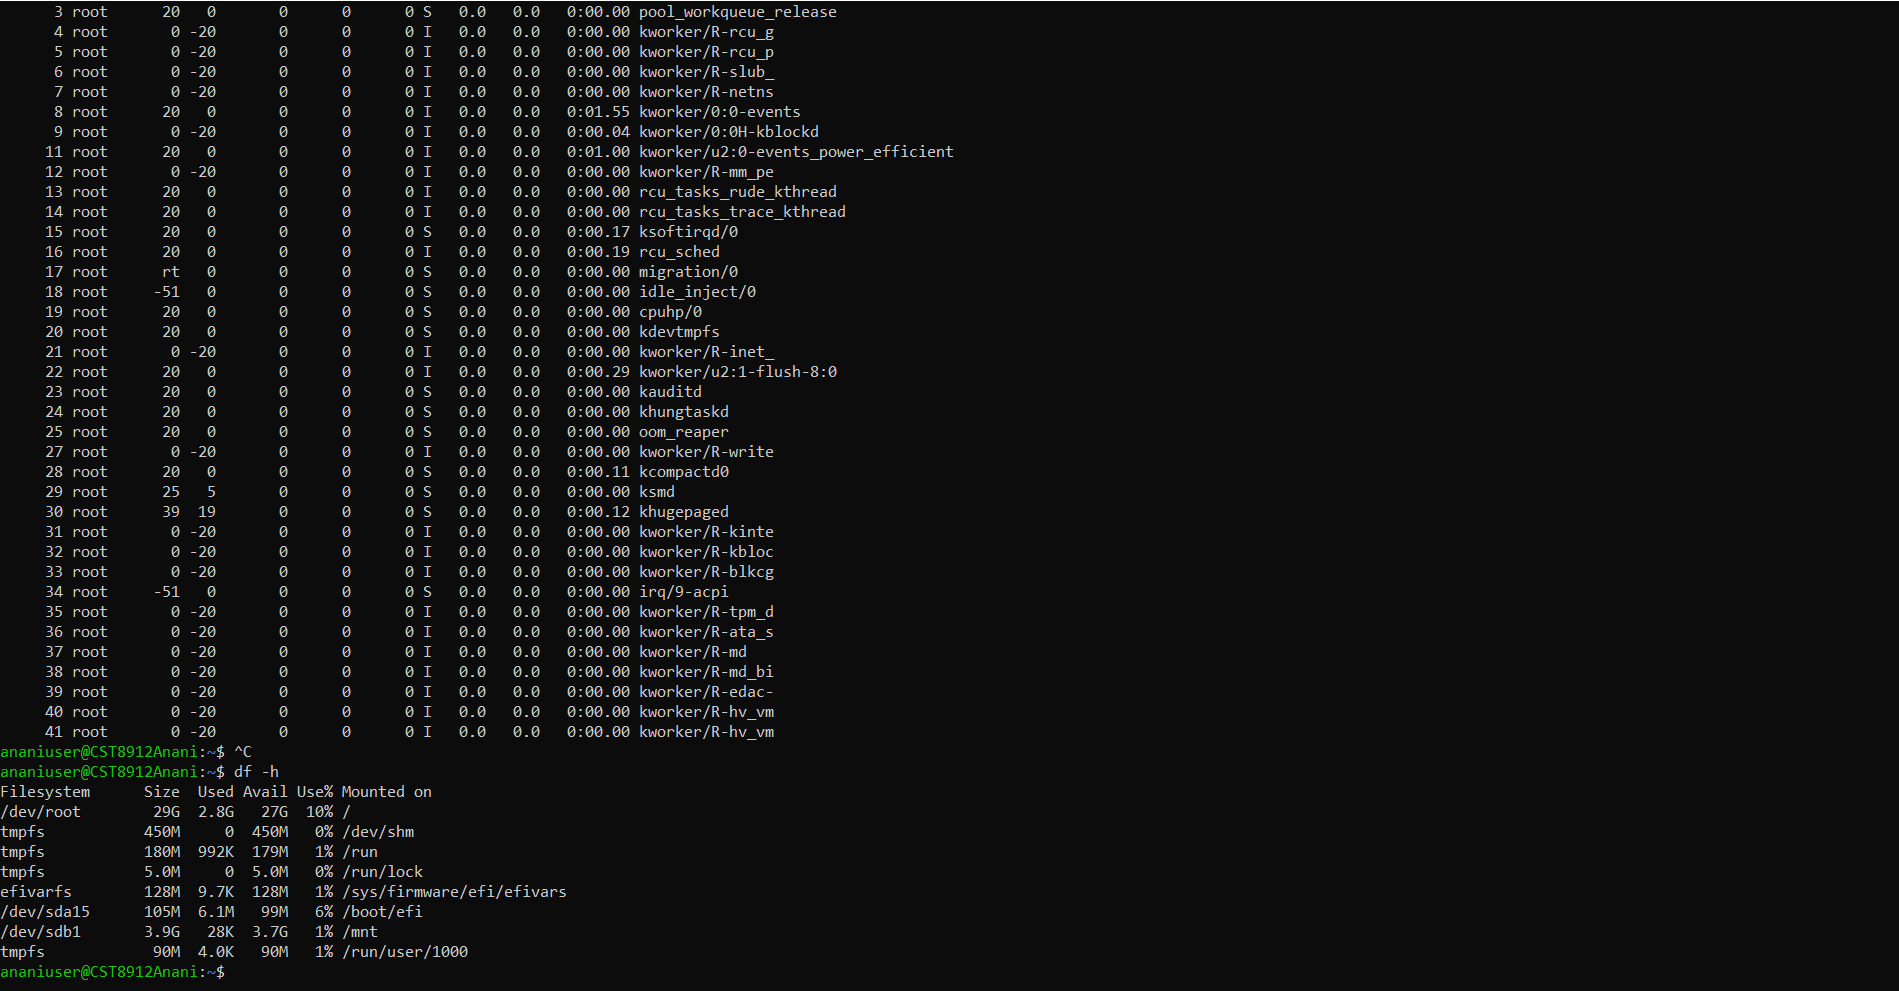 3 root 20 0 0 0 0 S 0.0 0.0 0:00.00 pool_workqueue_release
4 root 0 -20 0 0 0 I 0.0 0.0 0:00.00 kworker/R-rcu_g
5 root 0 -20 0 0 0 I 0.0 0.0 0:00.00 kworker/R-rcu_p
6 root 0 -20 0 0 0 I 0.0 0.0 0:00.00 kworker/R-slub_
7 root 0 -20 0 0 0 I 0.0 0.0 0:00.00 kworker/R-netns
8 root 20 0 0 0 0 I 0.0 0.0 0:01.55 kworker/0:0-events
9 root 0 -20 0 0 0 I 0.0 0.0 0:00.04 kworker/0:0H-kblockd
11 root 20 0 0 0 0 I 0.0 0.0 0:01.00 kworker/u2:0-events_power_efficient
12 root 0 -20 0 0 0 I 0.0 0.0 0:00.00 kworker/R-mm_pe
13 root 20 0 0 0 0 I 0.0 0.0 0:00.00 rcu_tasks_rude_kthread
14 root 20 0 0 0 0 I 0.0 0.0 0:00.00 rcu_tasks_trace_kthread
15 root 20 0 0 0 0 S 0.0 0.0 0:00.17 ksoftirqd/0
16 root 20 0 0 0 0 I 0.0 0.0 0:00.19 rcu_sched
17 root rt 0 0 0 0 S 0.0 0.0 0:00.00 migration/0
18 root -51 0 0 0 0 S 0.0 0.0 0:00.00 idle_inject/0
19 root 20 0 0 0 0 S 0.0 0.0 0:00.00 cpuhp/0
20 root 20 0 0 0 0 S 0.0 0.0 0:00.00 kdevtmpfs
21 root 0 -20 0 0 0 I 0.0 0.0 0:00.00 kworker/R-inet_
22 root 20 0 0 0 0 I 0.0 0.0 0:00.29 kworker/u2:1-flush-8:0
23 root 20 0 0 0 0 S 0.0 0.0 0:00.00 kauditd
24 root 20 0 0 0 0 S 0.0 0.0 0:00.00 khungtaskd
25 root 20 0 0 0 0 S 0.0 0.0 0:00.00 oom_reaper
27 root 0 -20 0 0 0 I 0.0 0.0 0:00.00 kworker/R-write
28 root 20 0 0 0 0 S 0.0 0.0 0:00.11 kcompactd0
29 root 25 5 0 0 0 S 0.0 0.0 0:00.00 ksmd
30 root 39 19 0 0 0 S 0.0 0.0 0:00.12 khugepaged
31 root 0 -20 0 0 0 I 0.0 0.0 0:00.00 kworker/R-kinte
32 root 0 -20 0 0 0 I 0.0 0.0 0:00.00 kworker/R-kbloc
33 root 0 -20 0 0 0 I 0.0 0.0 0:00.00 kworker/R-blkcg
34 root -51 0 0 0 0 S 0.0 0.0 0:00.00 irq/9-acpi
35 root 0 -20 0 0 0 I 0.0 0.0 0:00.00 kworker/R-tpm_d
36 root 0 -20 0 0 0 I 0.0 0.0 0:00.00 kworker/R-ata_s
37 root 0 -20 0 0 0 I 0.0 0.0 0:00.00 kworker/R-md
38 root 0 -20 0 0 0 I 0.0 0.0 0:00.00 kworker/R-md_bi
39 root 0 -20 0 0 0 I 0.0 0.0 0:00.00 kworker/R-edac-
40 root 0 -20 0 0 0 I 0.0 0.0 0:00.00 kworker/R-hv_vm
41 root 0 -20 0 0 0 I 0.0 0.0 0:00.00 kworker/R-hv_vm
ananiuser@CST8912Anani:~$ ^C
ananiuser@CST8912Anani:~$ df -h
Filesystem Size Used Avail Use% Mounted on
/dev/root 29G 2.8G 27G 10% /
tmpfs 450M 0 450M 0% /dev/shm
tmpfs 180M 992K 179M 1% /run
tmpfs 5.0M 0 5.0M 0% /run/lock
efivarfs 128M 9.7K 128M 1% /sys/firmware/efi/efivars
/dev/sda15 105M 6.1M 99M 6% /boot/efi
/dev/sdb1 3.9G 28K 3.7G 1% /mnt
tmpfs 90M 4.0K 90M 1% /run/user/1000
ananiuser@CST8912Anani:~$